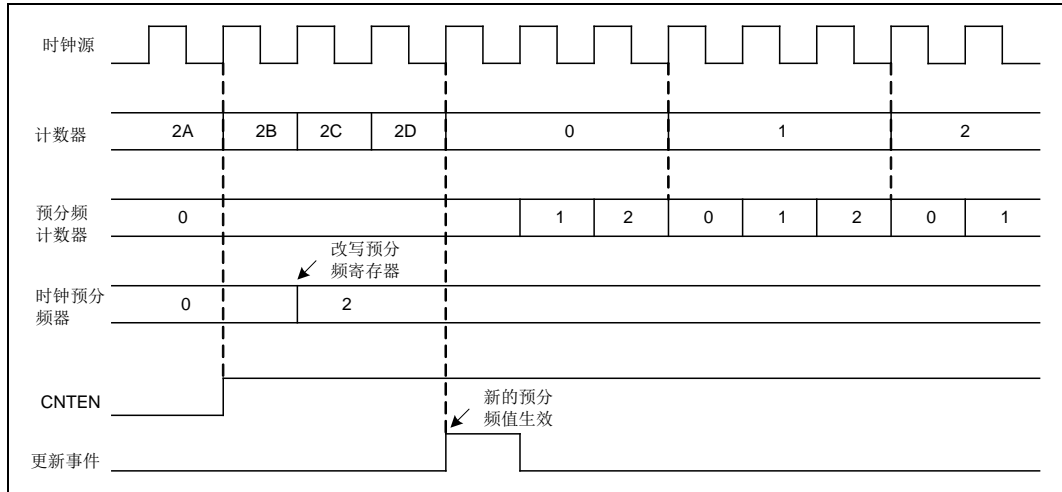 时钟源
计数器
2A 2B 2C 2D 0 1 2
预分频
计数器
0 1 2 0 1 2 0 1
改写预分
频寄存器
时钟预分
频器
0 2
CNTEN
新的预分
频值生效
更新事件